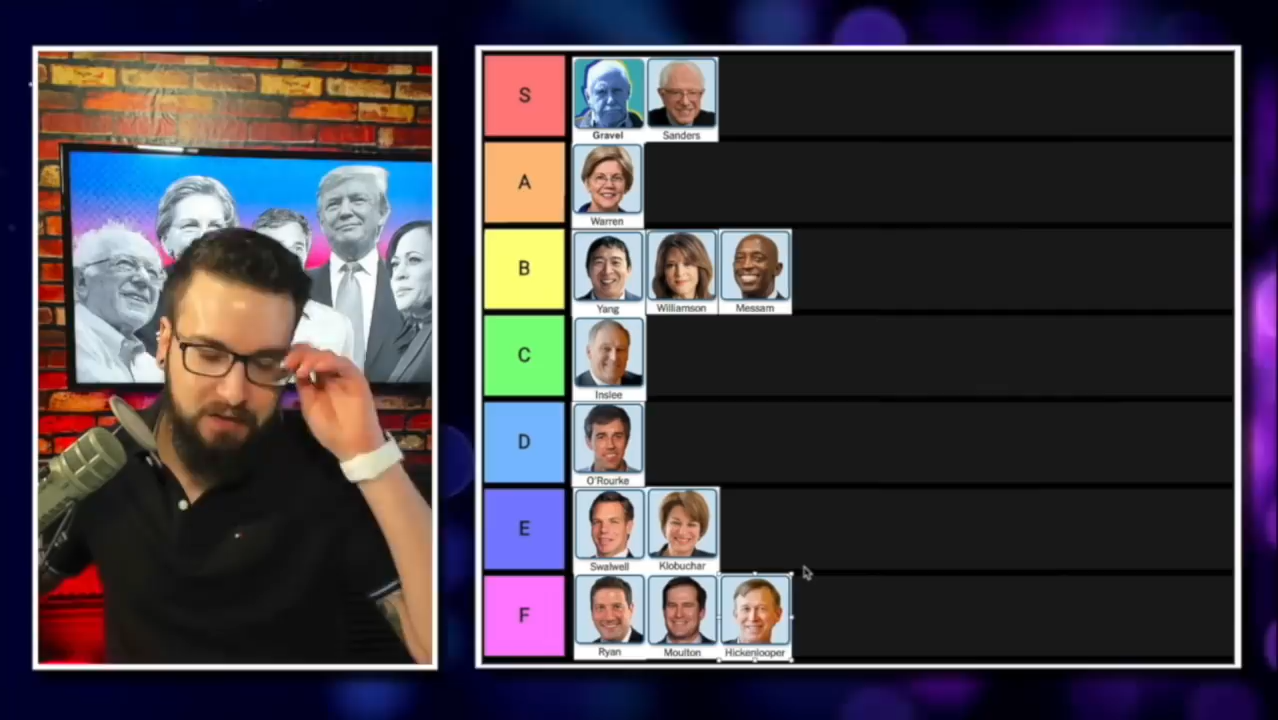 S
Gravel Sanders
A
Warren
B
Yang Williamson Messam
C
Inslee
D
O'Rourke
E
Swalwell Klobuchar
F
Ryan Moulton Hickenlooper